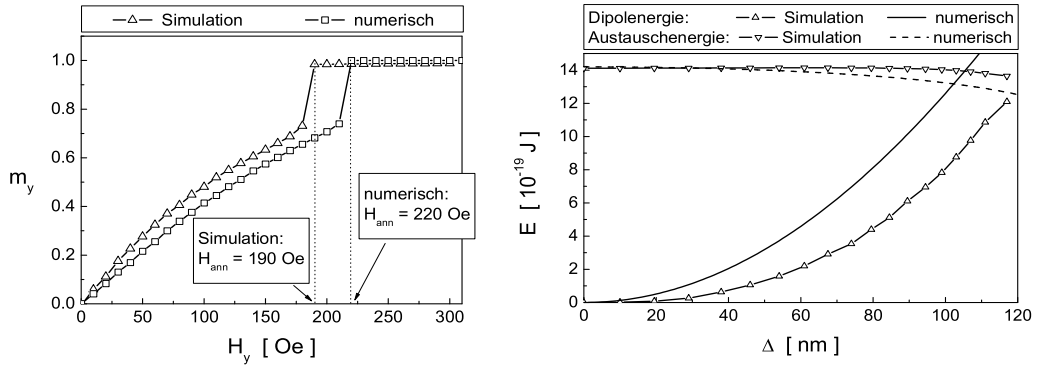 Simulation numerisch
1.0
0.8
0.6
0.4
0.2
0.0
m_y
0 50 100 150 200 250 300
H_y [ Oe ]
Simulation:
H_ann = 190 Oe
numerisch:
H_ann = 220 Oe
Dipolenergie: Simulation numerisch
Austauschenergie: Simulation numerisch
14
12
10
8
6
4
2
0
E [ 10^-19 J ]
0 20 40 60 80 100 120
Δ [ nm ]